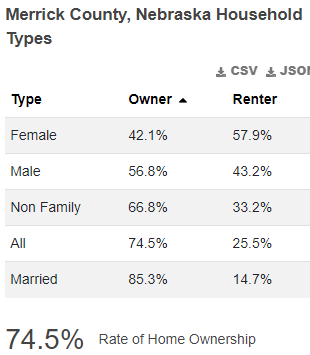 Merrick County, Nebraska Household
Types
CSV JSON
Type Owner Renter
Female 42.1% 57.9%
Male 56.8% 43.2%
Non Family 66.8% 33.2%
All 74.5% 25.5%
Married 85.3% 14.7%
74.5% Rate of Home Ownership